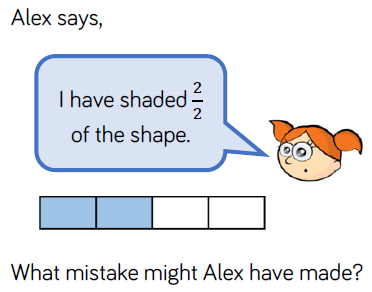 Alex says,
I have shaded 2/2
of the shape.
What mistake might Alex have made?